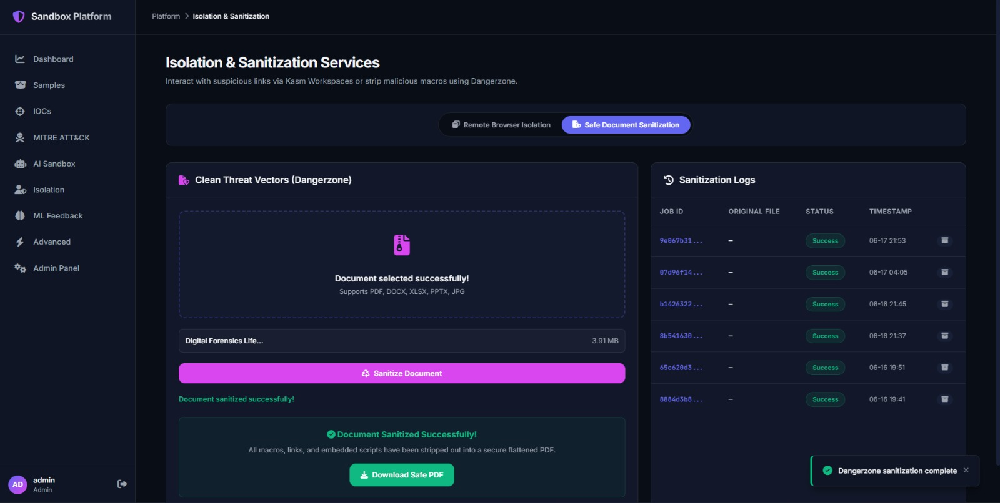 Sandbox Platform
Platform > Isolation & Sanitization
Dashboard
Samples
IOCs
MITRE ATT&CK
AI Sandbox
Isolation
ML Feedback
Advanced
Admin Panel
AD
admin
Admin
Isolation & Sanitization Services
Interact with suspicious links via Kasm Workspaces or strip malicious macros using Dangerzone.
Remote Browser Isolation
Safe Document Sanitization
Clean Threat Vectors (Dangerzone)
Document selected successfully!
Supports PDF, DOCX, XLSX, PPTX, JPG
Digital Forensics Life... 3.91 MB
Sanitize Document
Document sanitized successfully!
Document Sanitized Successfully!
All macros, links, and embedded scripts have been stripped out into a secure flattened PDF.
Download Safe PDF
Sanitization Logs
JOB ID ORIGINAL FILE STATUS TIMESTAMP
9e067b31... – Success 06-17 21:53
07d96f14... – Success 06-17 04:05
b1426322... – Success 06-16 21:45
8b541630... – Success 06-16 21:37
65c620d3... – Success 06-16 19:51
8884d3b8... – Success 06-16 19:41
Dangerzone sanitization complete ×